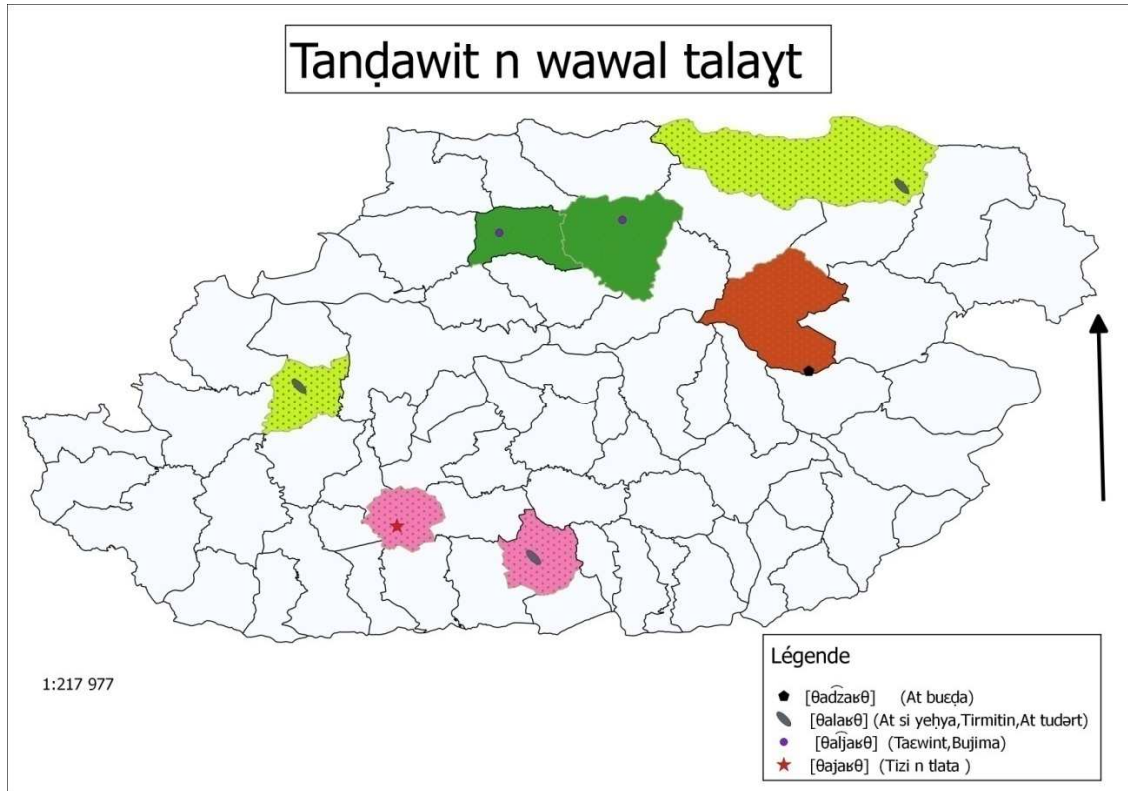 Tanḍawit n wawal talaɣt
1:217 977
Légende
[θad͡zaʁθ] (At buɛḍa)
[θalaʁθ] (At si yeḥya,Tirmitin,At tudərt)
[θal͡jaʁθ] (Taɛwint,Bujima)
[θajaʁθ] (Tizi n tlata )